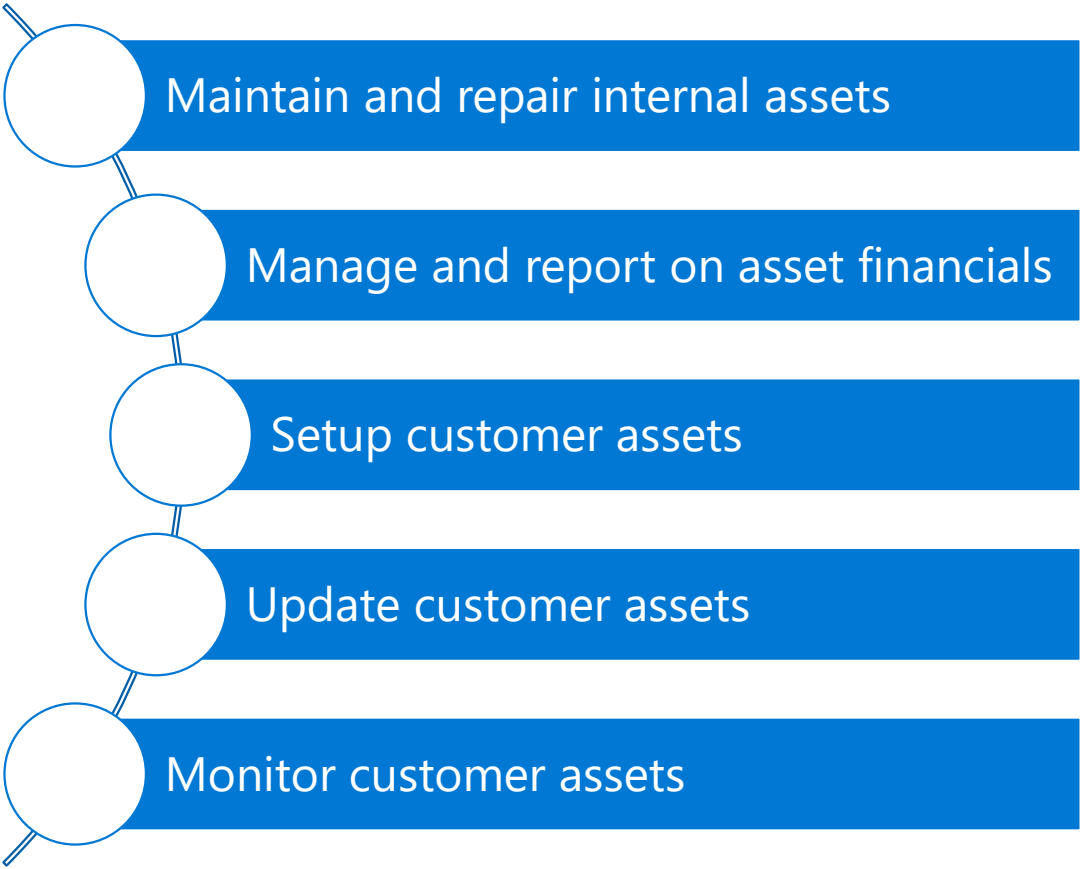 Maintain and repair internal assets
Manage and report on asset financials
Setup customer assets
Update customer assets
Monitor customer assets